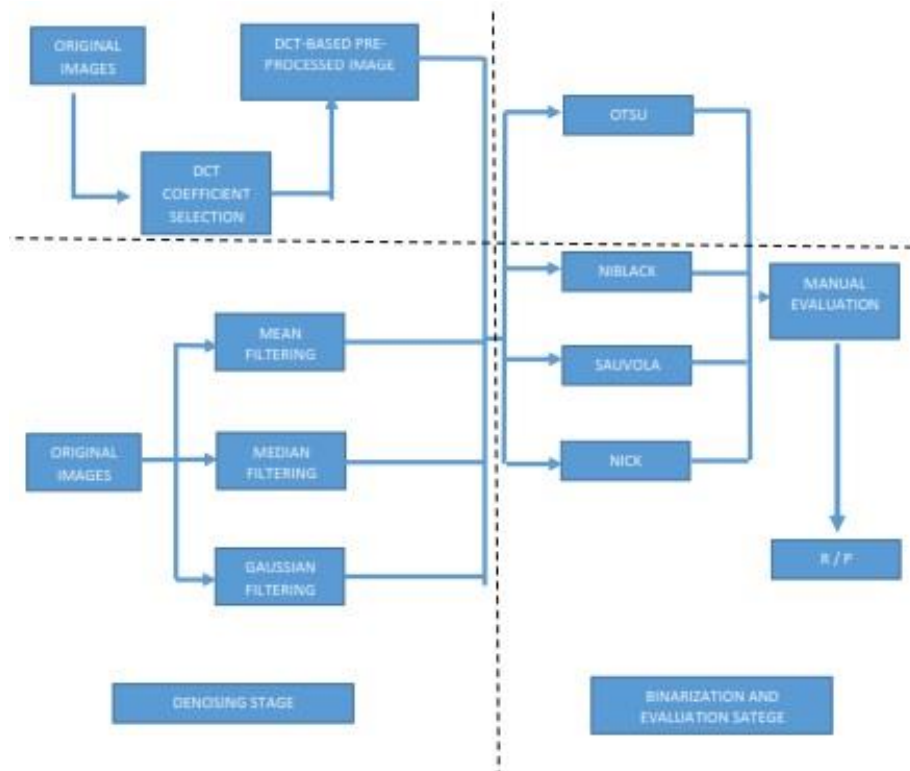 ORIGINAL
IMAGES
DCT-BASED PRE-
PROCESSED IMAGE
DCT
COEFFICIENT
SELECTION
OTSU
NIBLACK
SAUVOLA
NICK
MANUAL
EVALUATION
R / P
MEAN
FILTERING
MEDIAN
FILTERING
GAUSSIAN
FILTERING
ORIGINAL
IMAGES
DENOSING STAGE
BINARIZATION AND
EVALUATION SATEGE